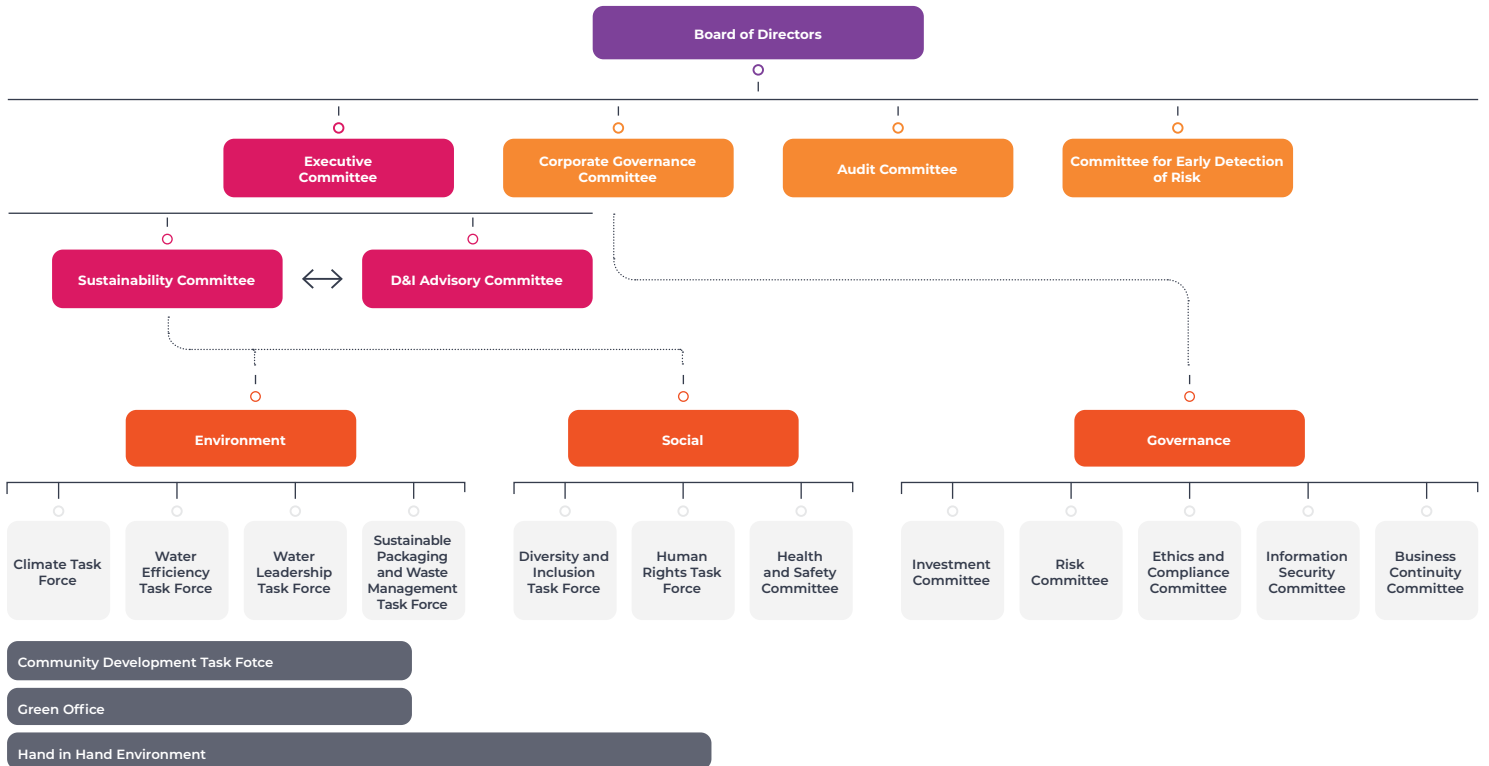 Board of Directors
Executive
Committee
Corporate Governance
Committee
Audit Committee
Committee for Early Detection
of Risk
Sustainability Committee
D&I Advisory Committee
Environment
Social
Governance
Climate Task
Force
Water
Efficiency
Task Force
Water
Leadership
Task Force
Sustainable
Packaging
and Waste
Management
Task Force
Diversity and
Inclusion
Task Force
Human
Rights Task
Force
Health
and Safety
Committee
Investment
Committee
Risk
Committee
Ethics and
Compliance
Committee
Information
Security
Committee
Business
Continuity
Committee
Community Development Task Fotce
Green Office
Hand in Hand Environment